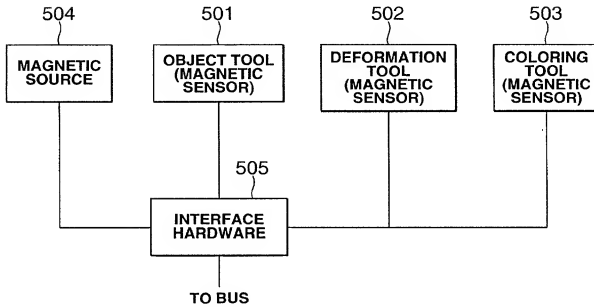 504
501
502
503
MAGNETIC
SOURCE
OBJECT TOOL
(MAGNETIC
SENSOR)
DEFORMATION
TOOL
(MAGNETIC
SENSOR)
COLORING
TOOL
(MAGNETIC
SENSOR)
505
INTERFACE
HARDWARE
TO BUS